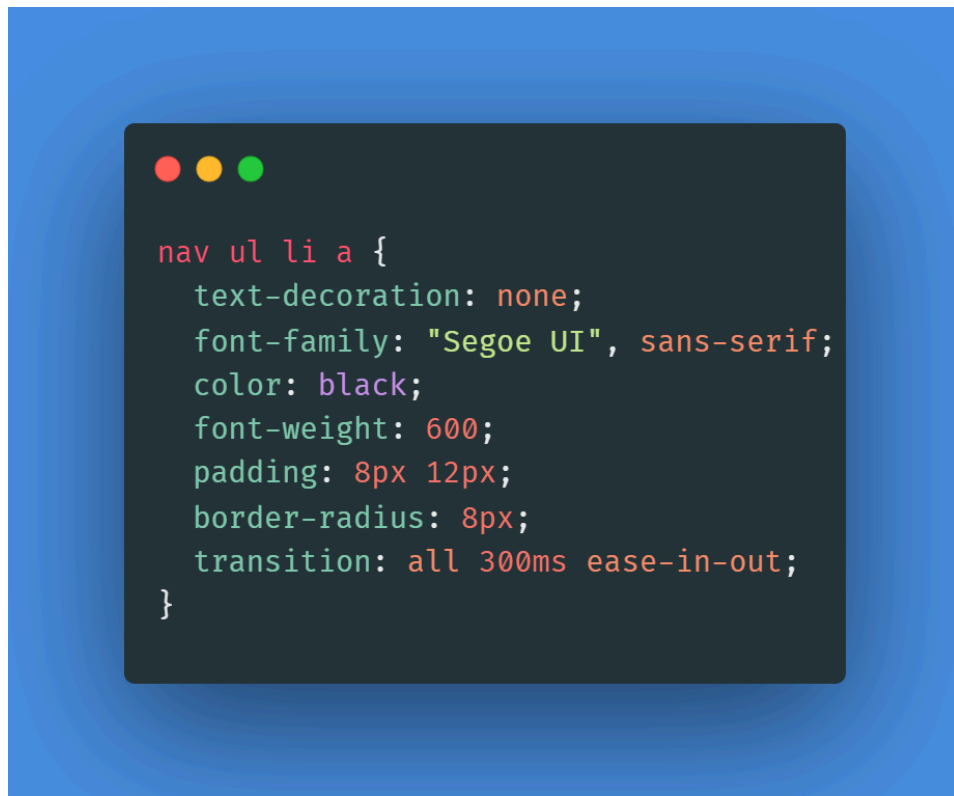 nav ul li a {
  text-decoration: none;
  font-family: "Segoe UI", sans-serif;
  color: black;
  font-weight: 600;
  padding: 8px 12px;
  border-radius: 8px;
  transition: all 300ms ease-in-out;
}